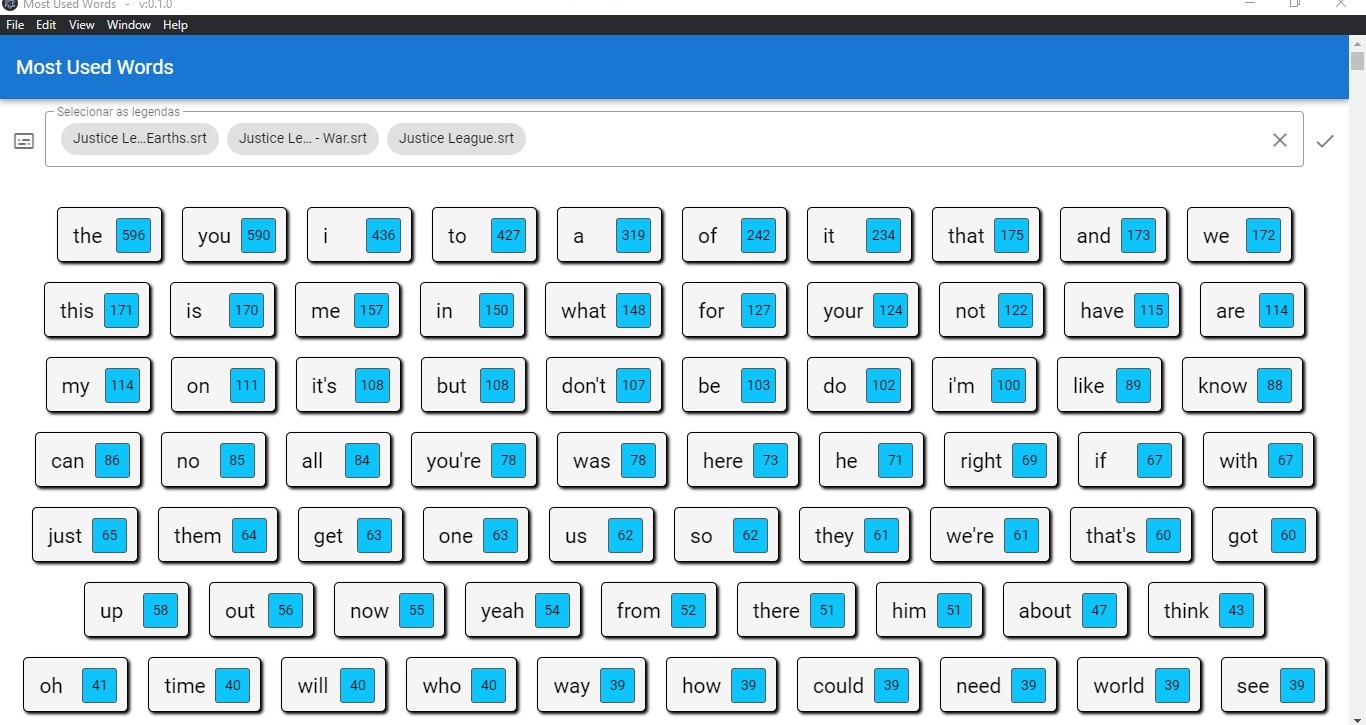 Most Used Words - v:0.1.0
File Edit View Window Help
Most Used Words
Selecionar as legendas
Justice Le...Earths.srt Justice Le... - War.srt Justice League.srt
the 596 you 590 i 436 to 427 a 319 of 242 it 234 that 175 and 173 we 172
this 171 is 170 me 157 in 150 what 148 for 127 your 124 not 122 have 115 are 114
my 114 on 111 it's 108 but 108 don't 107 be 103 do 102 i'm 100 like 89 know 88
can 86 no 85 all 84 you're 78 was 78 here 73 he 71 right 69 if 67 with 67
just 65 them 64 get 63 one 63 us 62 so 62 they 61 we're 61 that's 60 got 60
up 58 out 56 now 55 yeah 54 from 52 there 51 him 51 about 47 think 43
oh 41 time 40 will 40 who 40 way 39 how 39 could 39 need 39 world 39 see 39